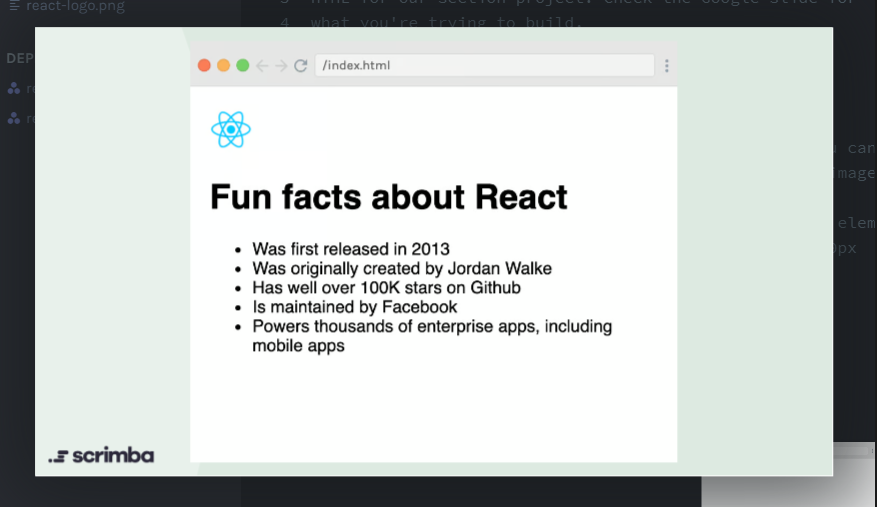 react-logo.png
3 HTML for our section project. Check the Google slide for
4 what you're trying to build.
DEP
re
re
/index.html
Fun facts about React
• Was first released in 2013
• Was originally created by Jordan Walke
• Has well over 100K stars on Github
• Is maintained by Facebook
• Powers thousands of enterprise apps, including
mobile apps
can
image
elem
px
scrimba